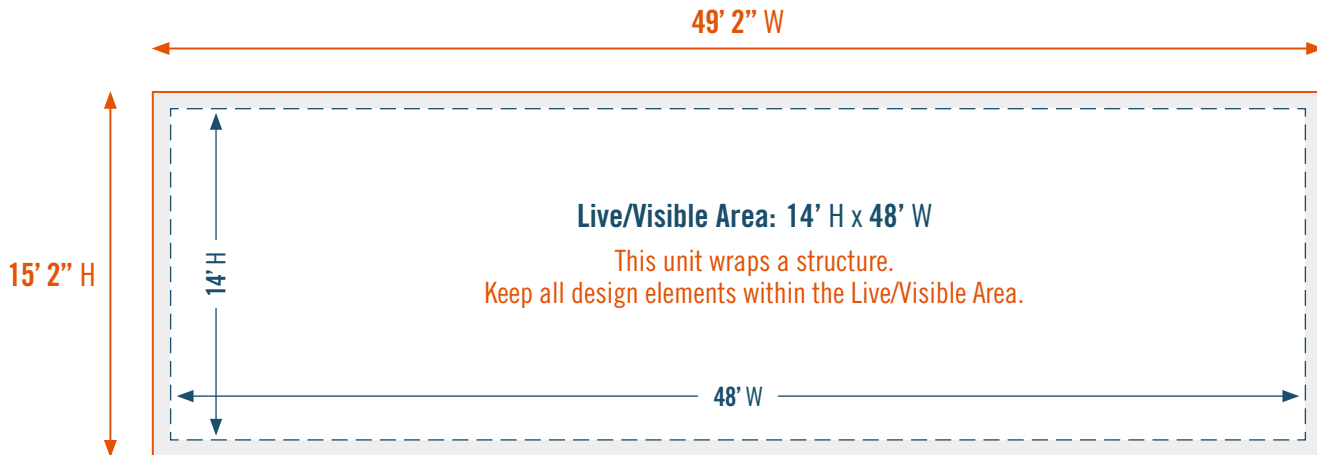 49’ 2” W
15’ 2” H
14’ H
Live/Visible Area: 14’ H x 48’ W
This unit wraps a structure.
Keep all design elements within the Live/Visible Area.
48’ W